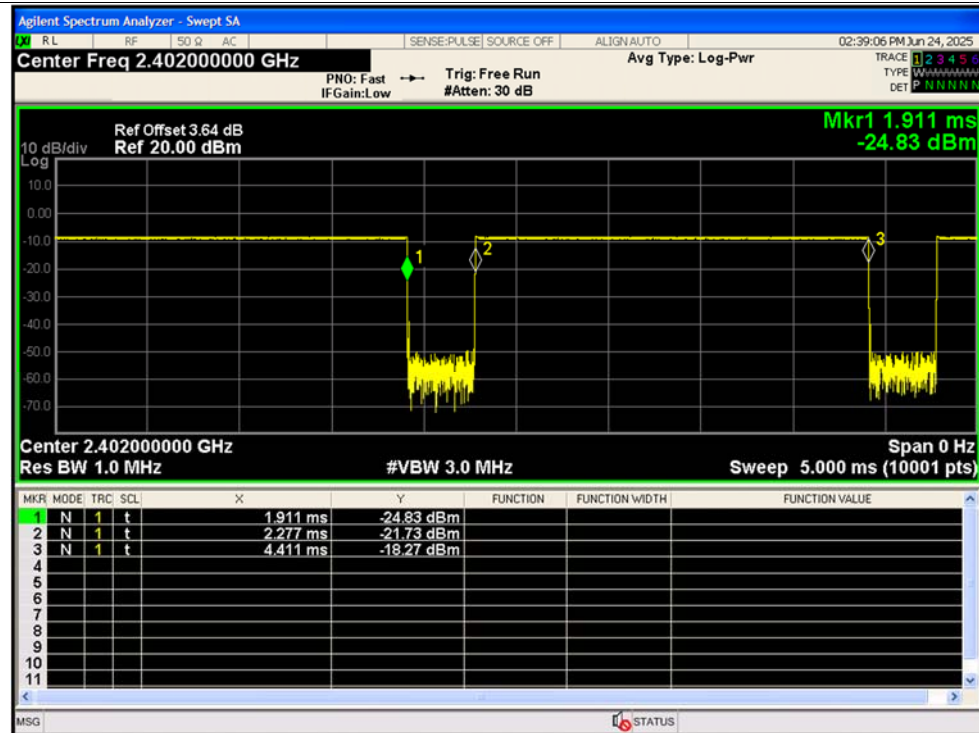 Agilent Spectrum Analyzer - Swept SA
RL RF 50 Ω AC SENSE:PULSE SOURCE OFF ALIGN AUTO 02:39:06 PM Jun 24, 2025
Center Freq 2.402000000 GHz
PNO: Fast
IFGain:Low
Trig: Free Run
#Atten: 30 dB
Avg Type: Log-Pwr
TRACE 1 2 3 4 5 6
TYPE W
DET P N N N N N
Mkr1 1.911 ms
-24.83 dBm
Ref Offset 3.64 dB
10 dB/div Ref 20.00 dBm
Log
10.0
0.00
-10.0
-20.0
-30.0
-40.0
-50.0
-60.0
-70.0
1
2
3
Center 2.402000000 GHz Span 0 Hz
Res BW 1.0 MHz #VBW 3.0 MHz Sweep 5.000 ms (10001 pts)
MKR MODE TRC SCL X Y FUNCTION FUNCTION WIDTH FUNCTION VALUE
1 N 1 t 1.911 ms -24.83 dBm
2 N 1 t 2.277 ms -21.73 dBm
3 N 1 t 4.411 ms -18.27 dBm
4
5
6
7
8
9
10
11
MSG STATUS